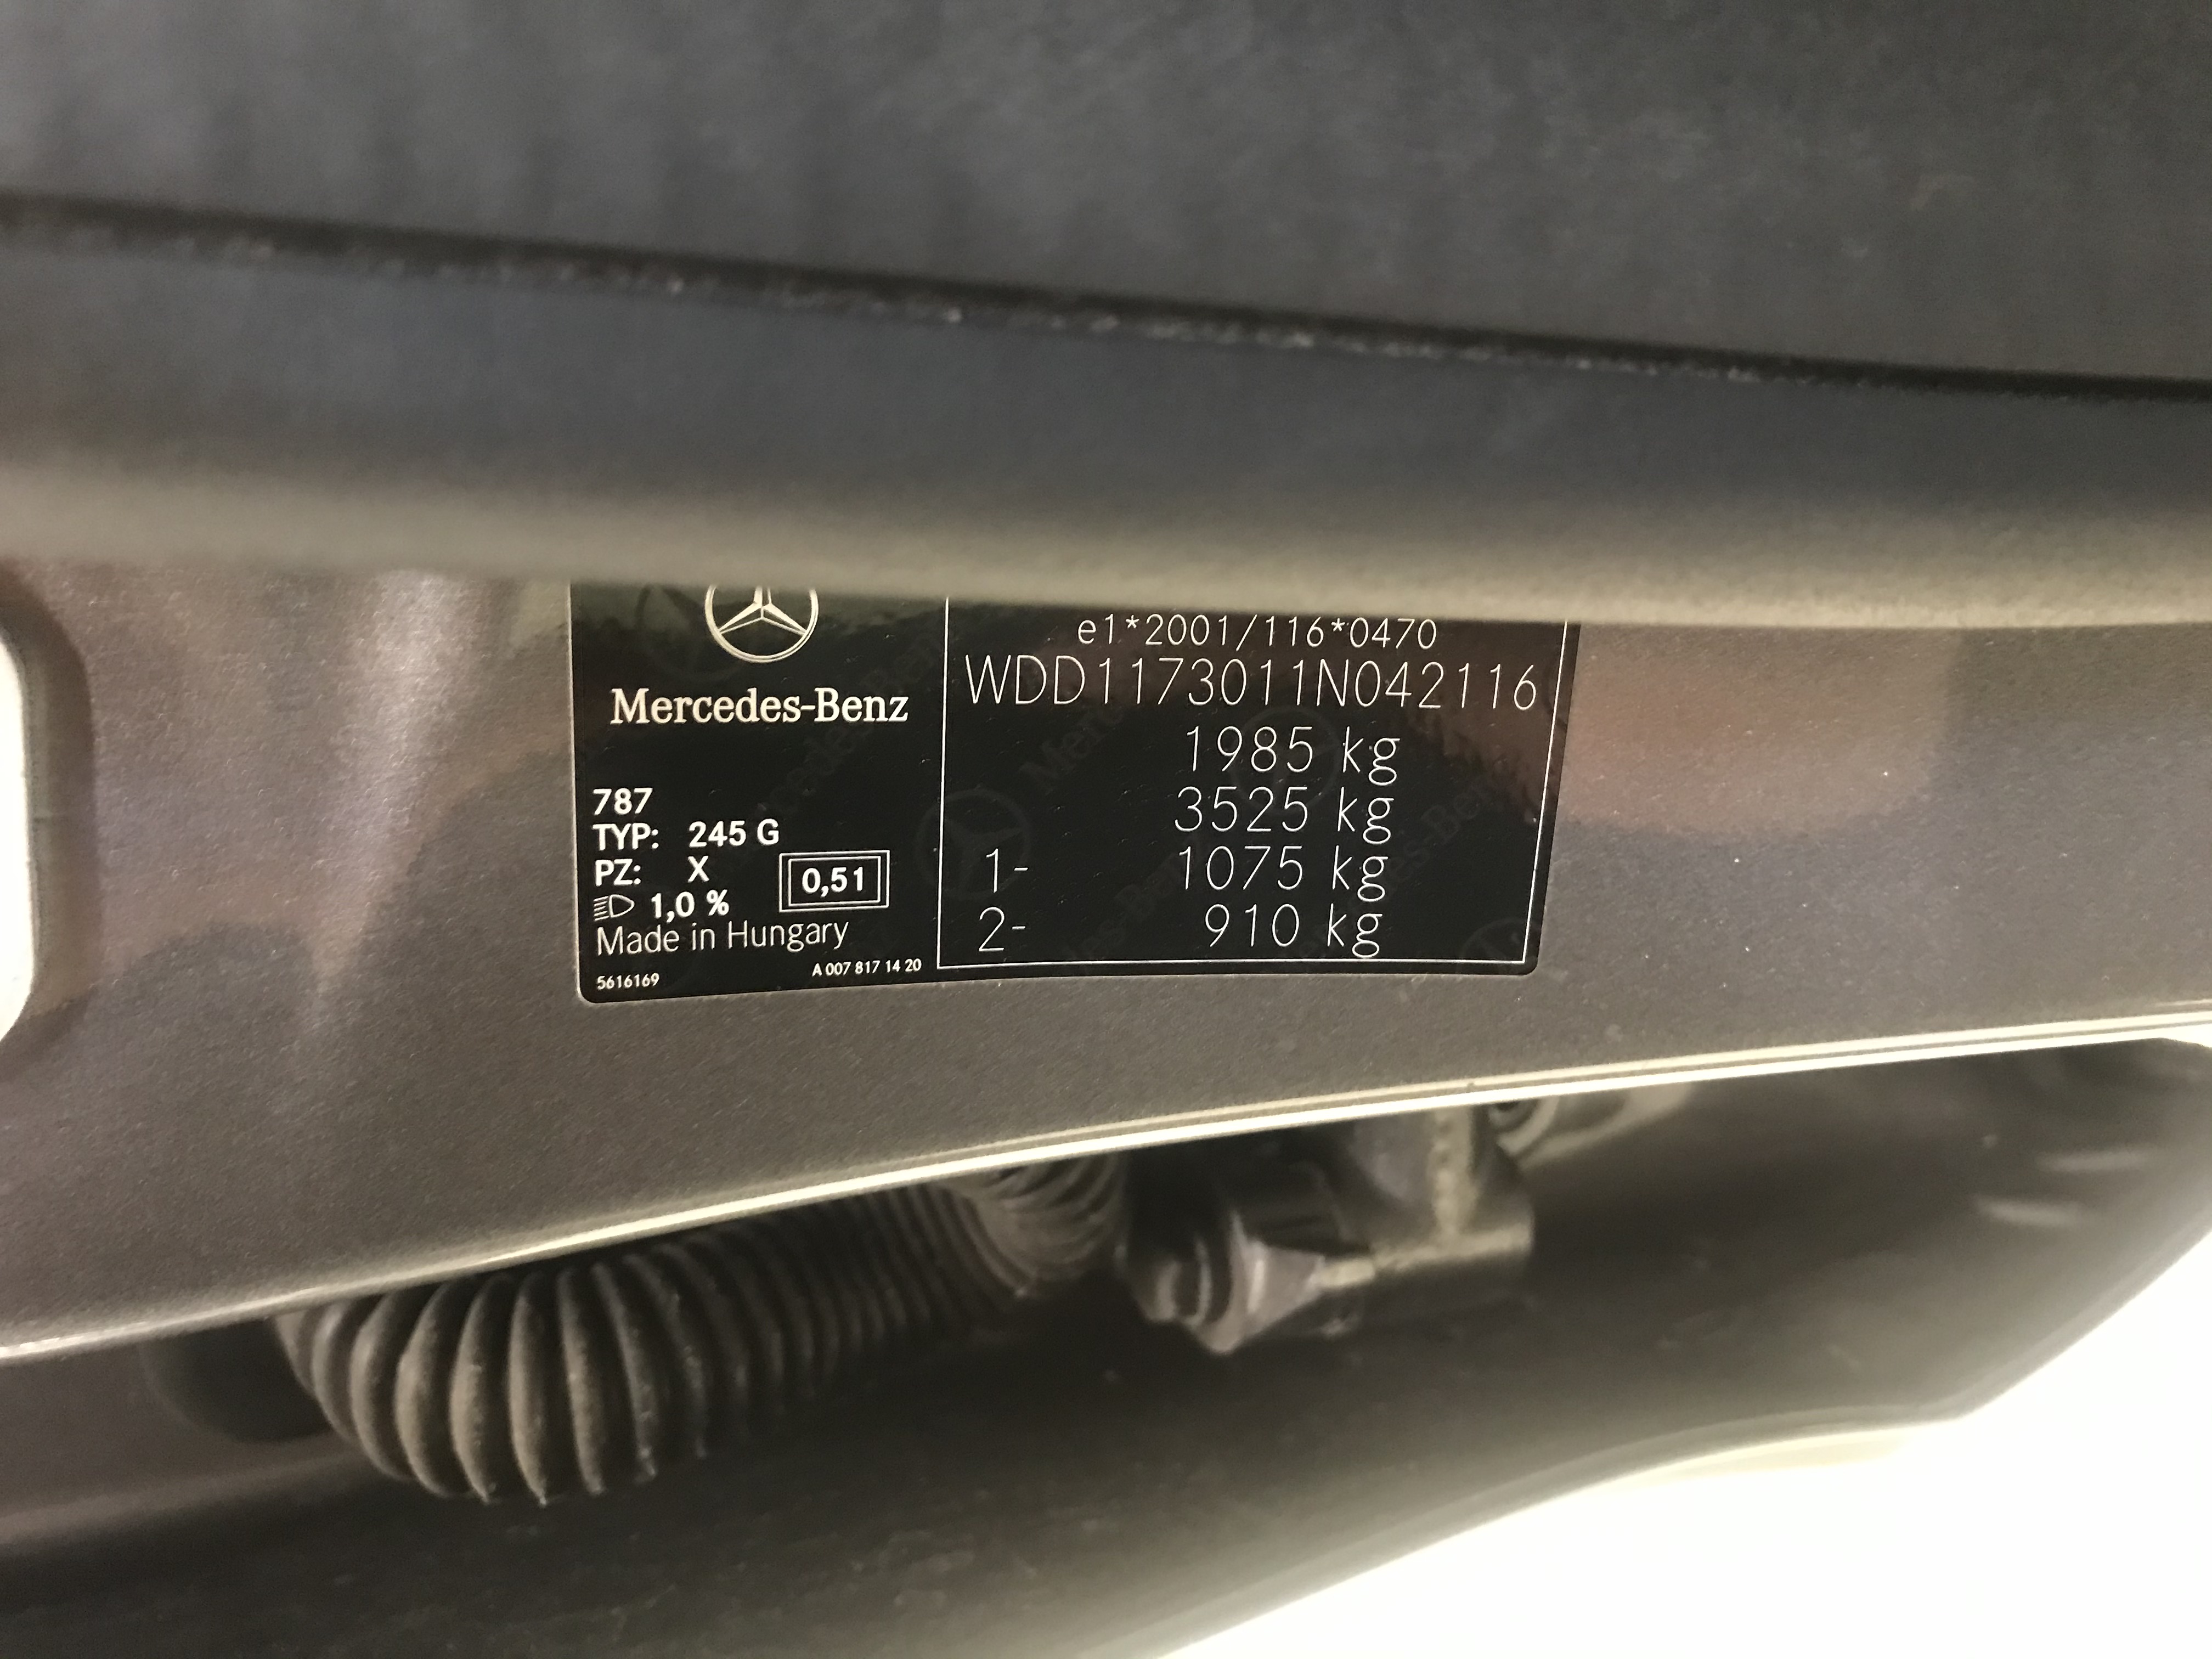 Mercedes-Benz
787
TYP: 245 G
PZ: X
1,0 %
0,51
Made in Hungary
5616169
A 007 817 14 20
e1*2001/116*0470
WDD1173011N042116
1985 kg
3525 kg
1- 1075 kg
2- 910 kg